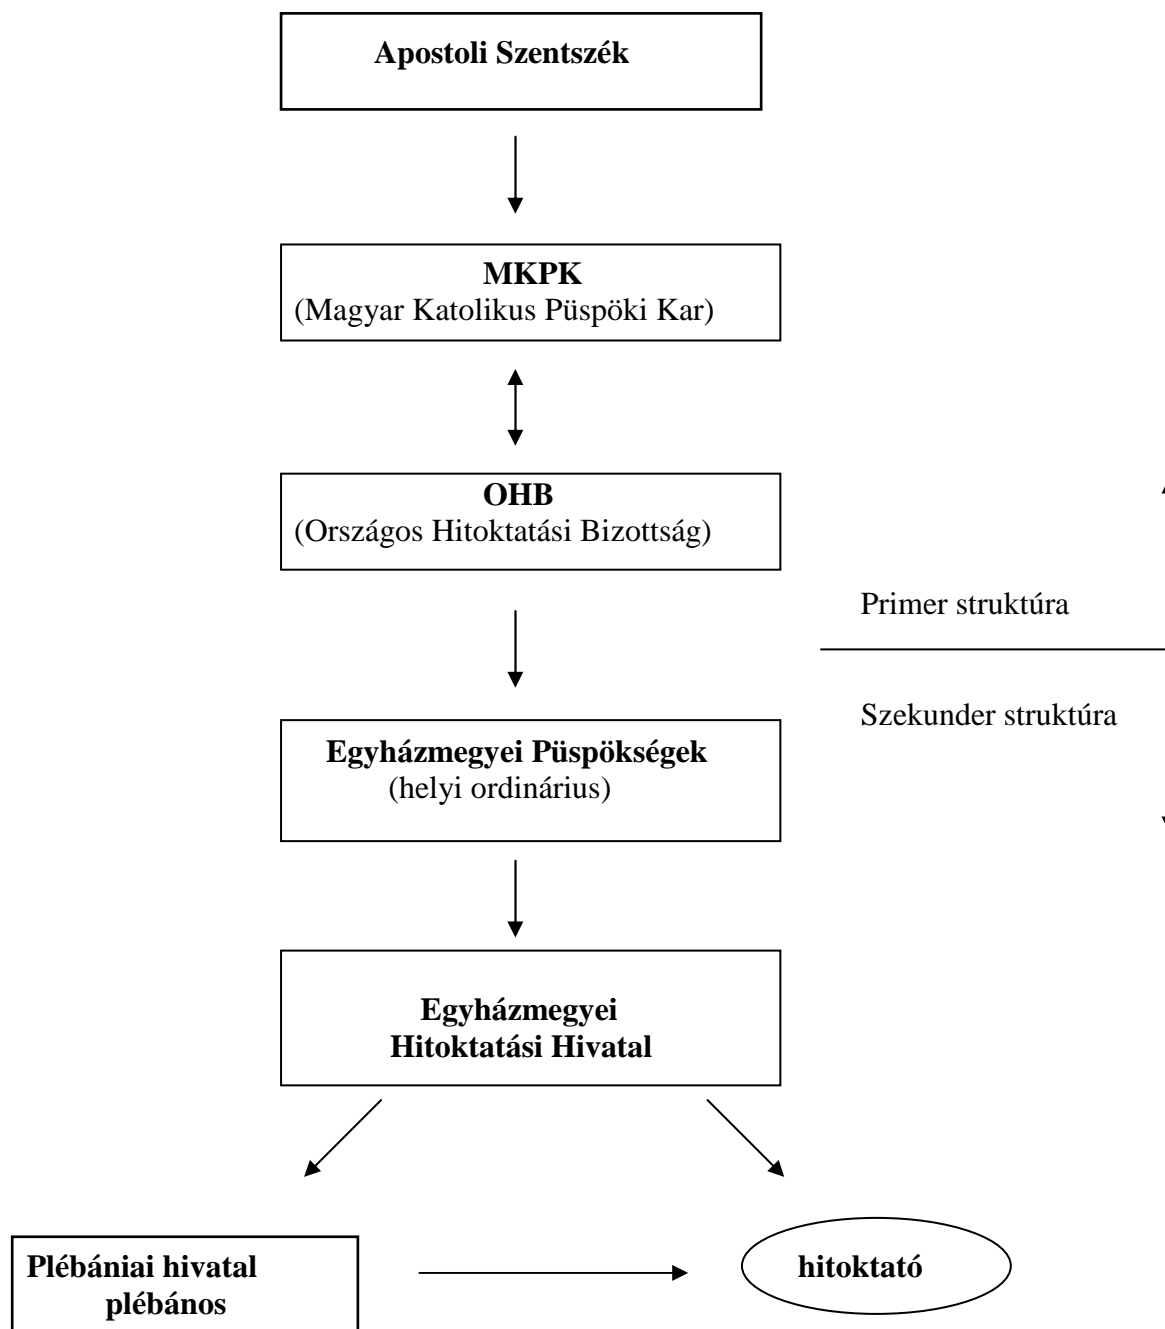 Apostoli Szentszék
MKPK
(Magyar Katolikus Püspöki Kar)
OHB
(Országos Hitoktatási Bizottság)
Primer struktúra
Szekunder struktúra
Egyházmegyei Püspökségek
(helyi ordinárius)
Egyházmegyei
Hitoktatási Hivatal
Plébániai hivatal
plébános
hitoktató